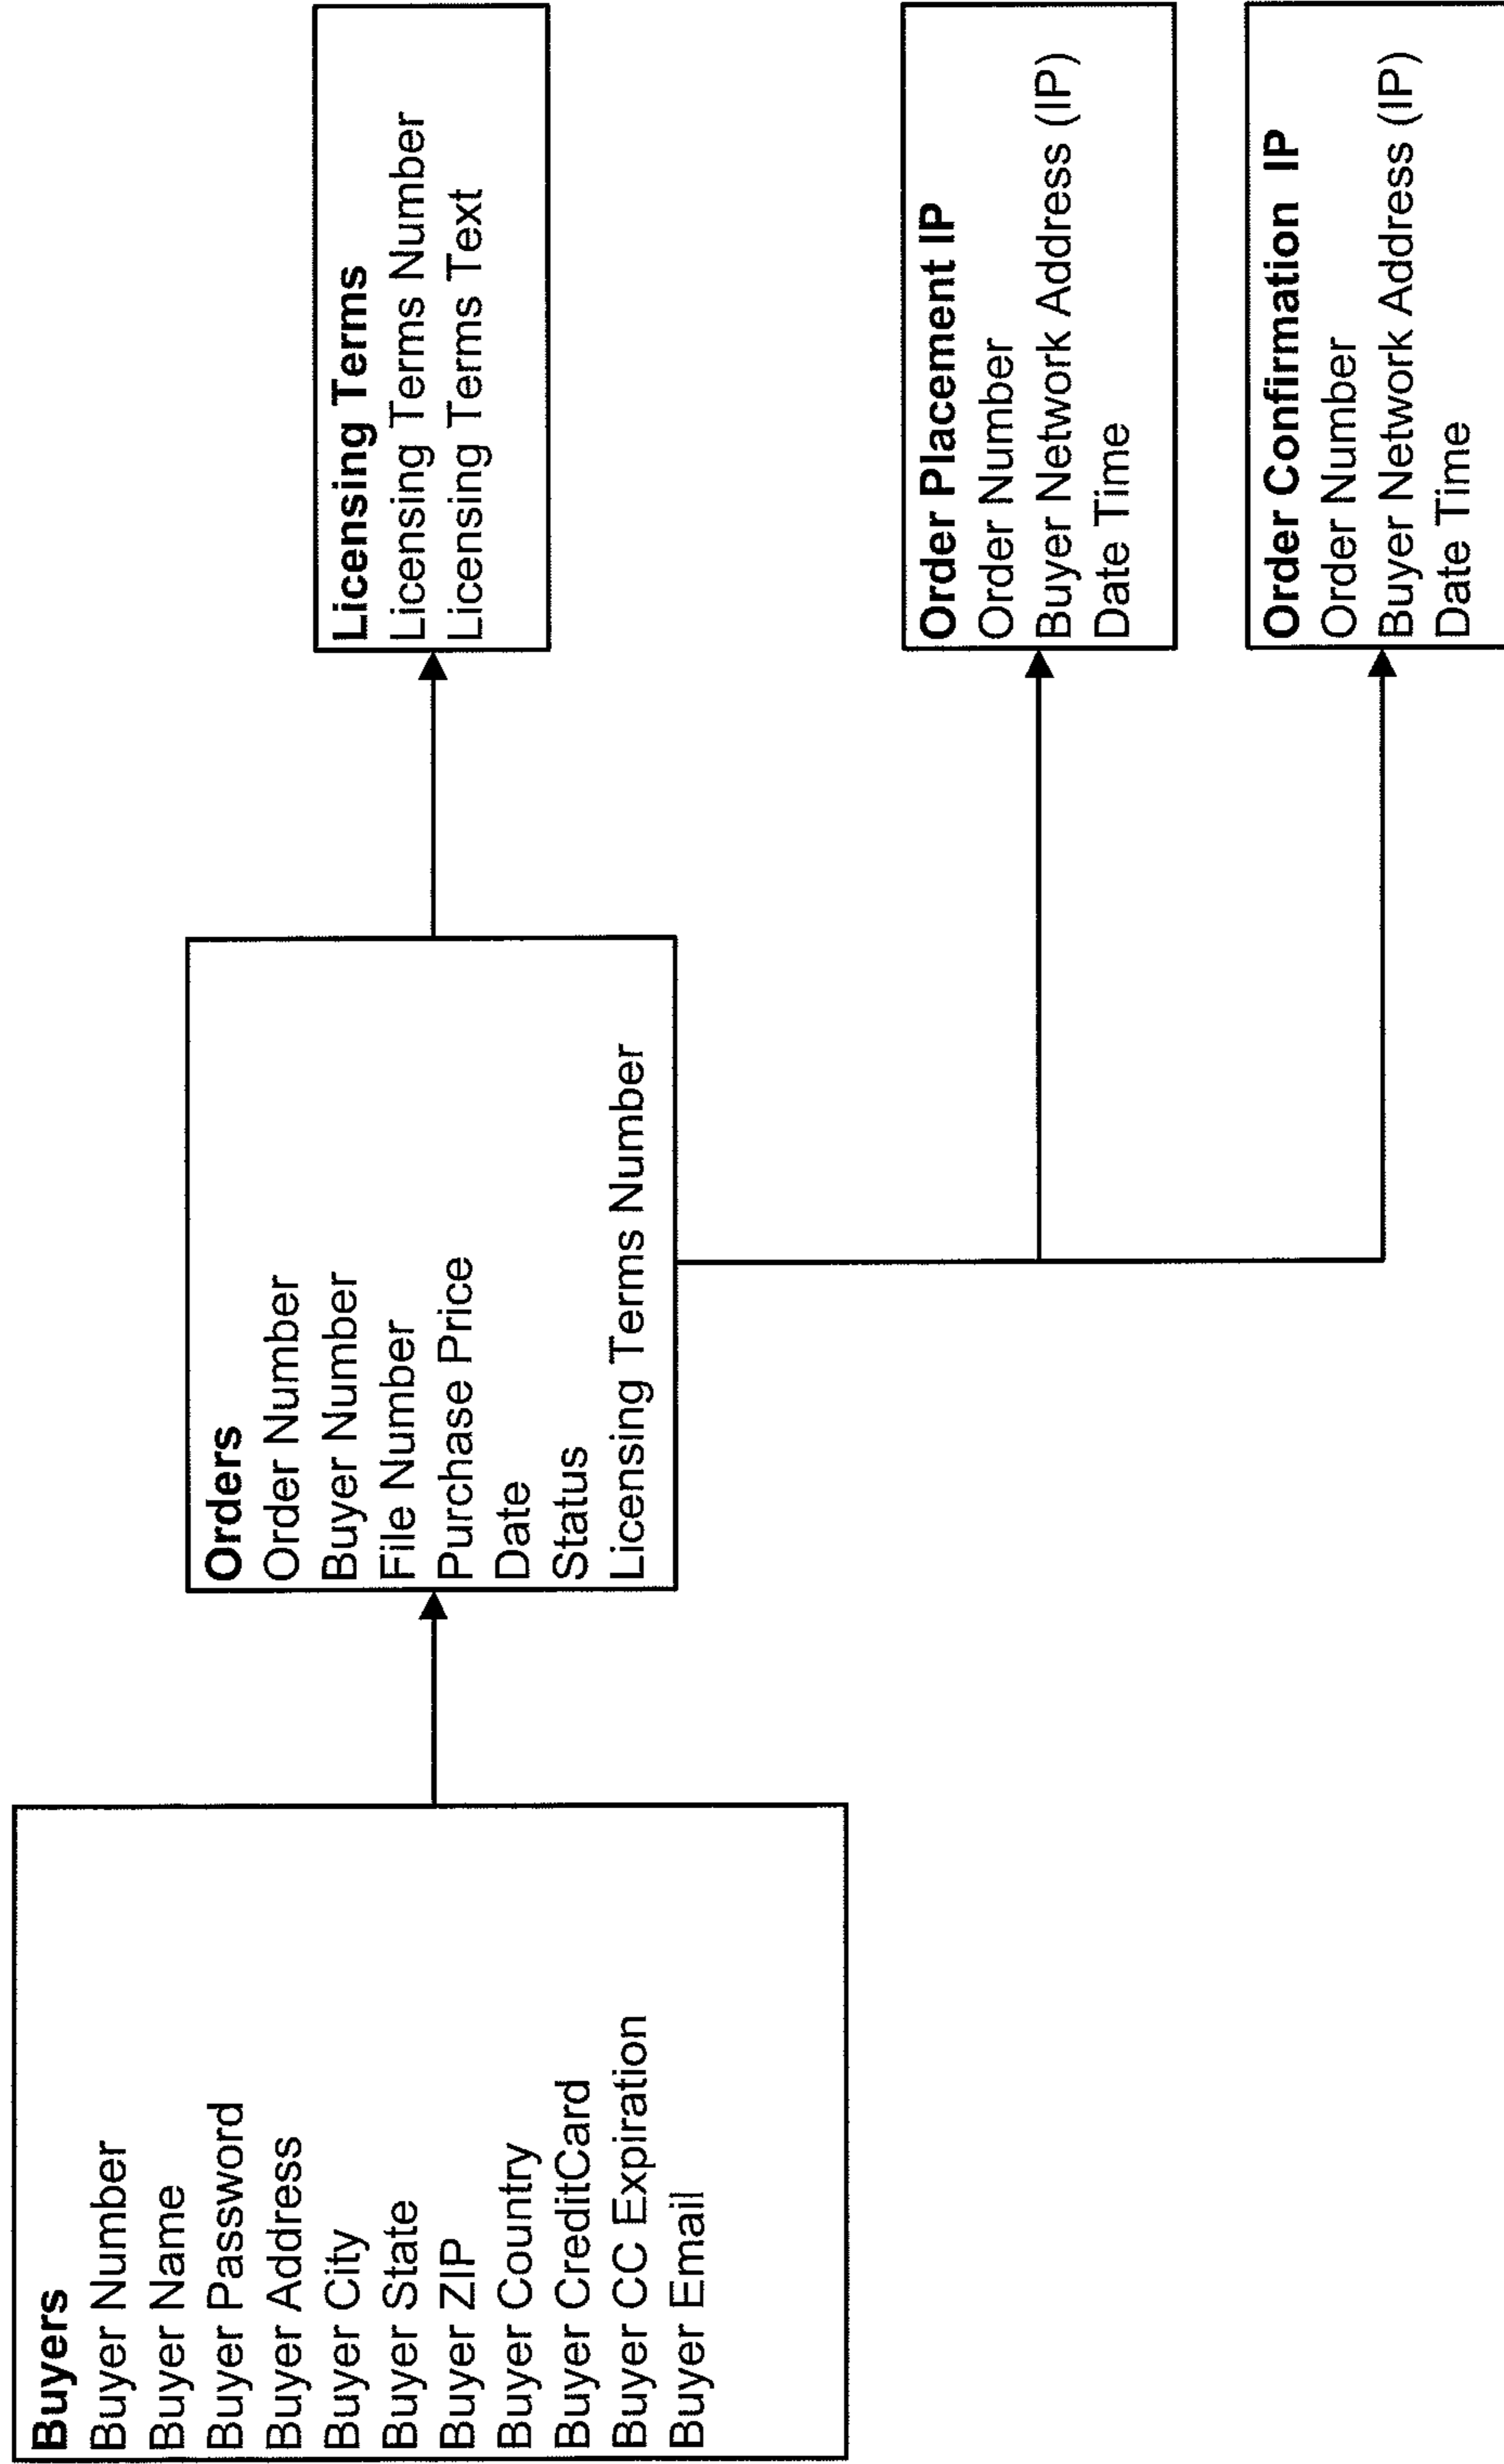 Buyers
Buyer Number
Buyer Name
Buyer Password
Buyer Address
Buyer City
Buyer State
Buyer ZIP
Buyer Country
Buyer CreditCard
Buyer CC Expiration
Buyer Email
Orders
Order Number
Buyer Number
File Number
Purchase Price
Date
Status
Licensing Terms Number
Licensing Terms
Licensing Terms Number
Licensing Terms Text
Order Placement IP
Order Number
Buyer Network Address (IP)
Date Time
Order Confirmation IP
Order Number
Buyer Network Address (IP)
Date Time